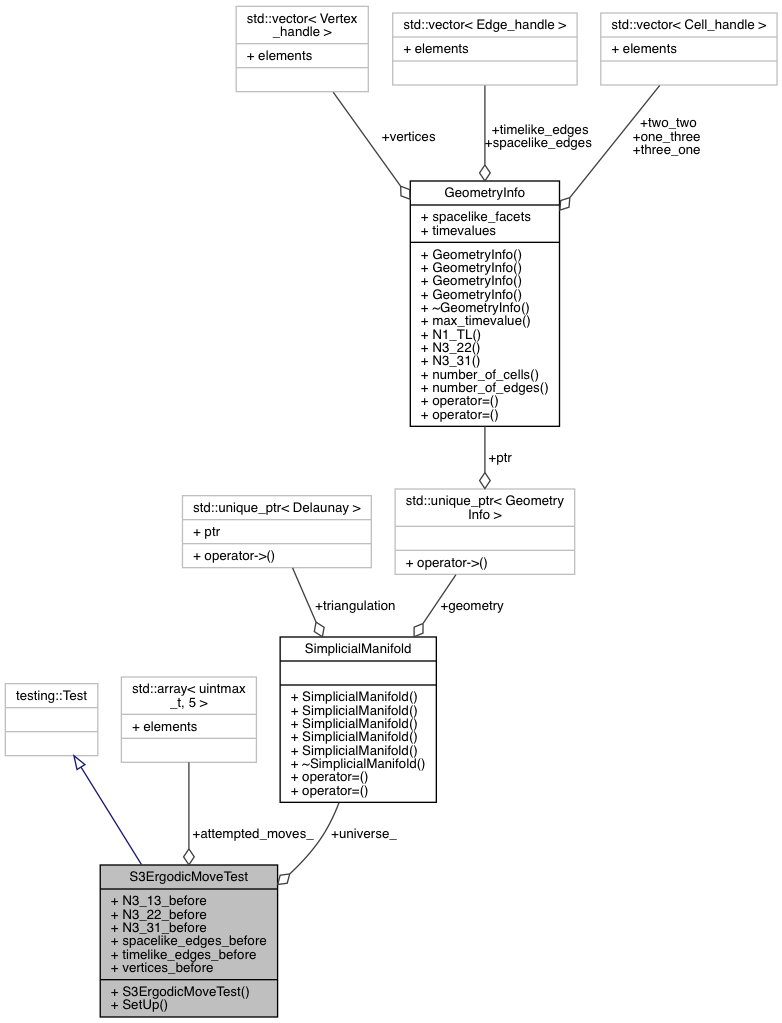 std::vector< Vertex
_handle >
+ elements
std::vector< Edge_handle >
+ elements
std::vector< Cell_handle >
+ elements
+vertices
+timelike_edges
+spacelike_edges
+two_two
+one_three
+three_one
GeometryInfo
+ spacelike_facets
+ timevalues
+ GeometryInfo()
+ GeometryInfo()
+ GeometryInfo()
+ GeometryInfo()
+ ~GeometryInfo()
+ max_timevalue()
+ N1_TL()
+ N3_22()
+ N3_31()
+ number_of_cells()
+ number_of_edges()
+ operator=()
+ operator=()
+ptr
std::unique_ptr< Delaunay >
+ ptr
+ operator->()
std::unique_ptr< Geometry
Info >
+ operator->()
+triangulation
+geometry
SimplicialManifold
+ SimplicialManifold()
+ SimplicialManifold()
+ SimplicialManifold()
+ SimplicialManifold()
+ SimplicialManifold()
+ ~SimplicialManifold()
+ operator=()
+ operator=()
testing::Test
std::array< uintmax
_t, 5 >
+ elements
+attempted_moves_
+universe_
S3ErgodicMoveTest
+ N3_13_before
+ N3_22_before
+ N3_31_before
+ spacelike_edges_before
+ timelike_edges_before
+ vertices_before
+ S3ErgodicMoveTest()
+ SetUp()